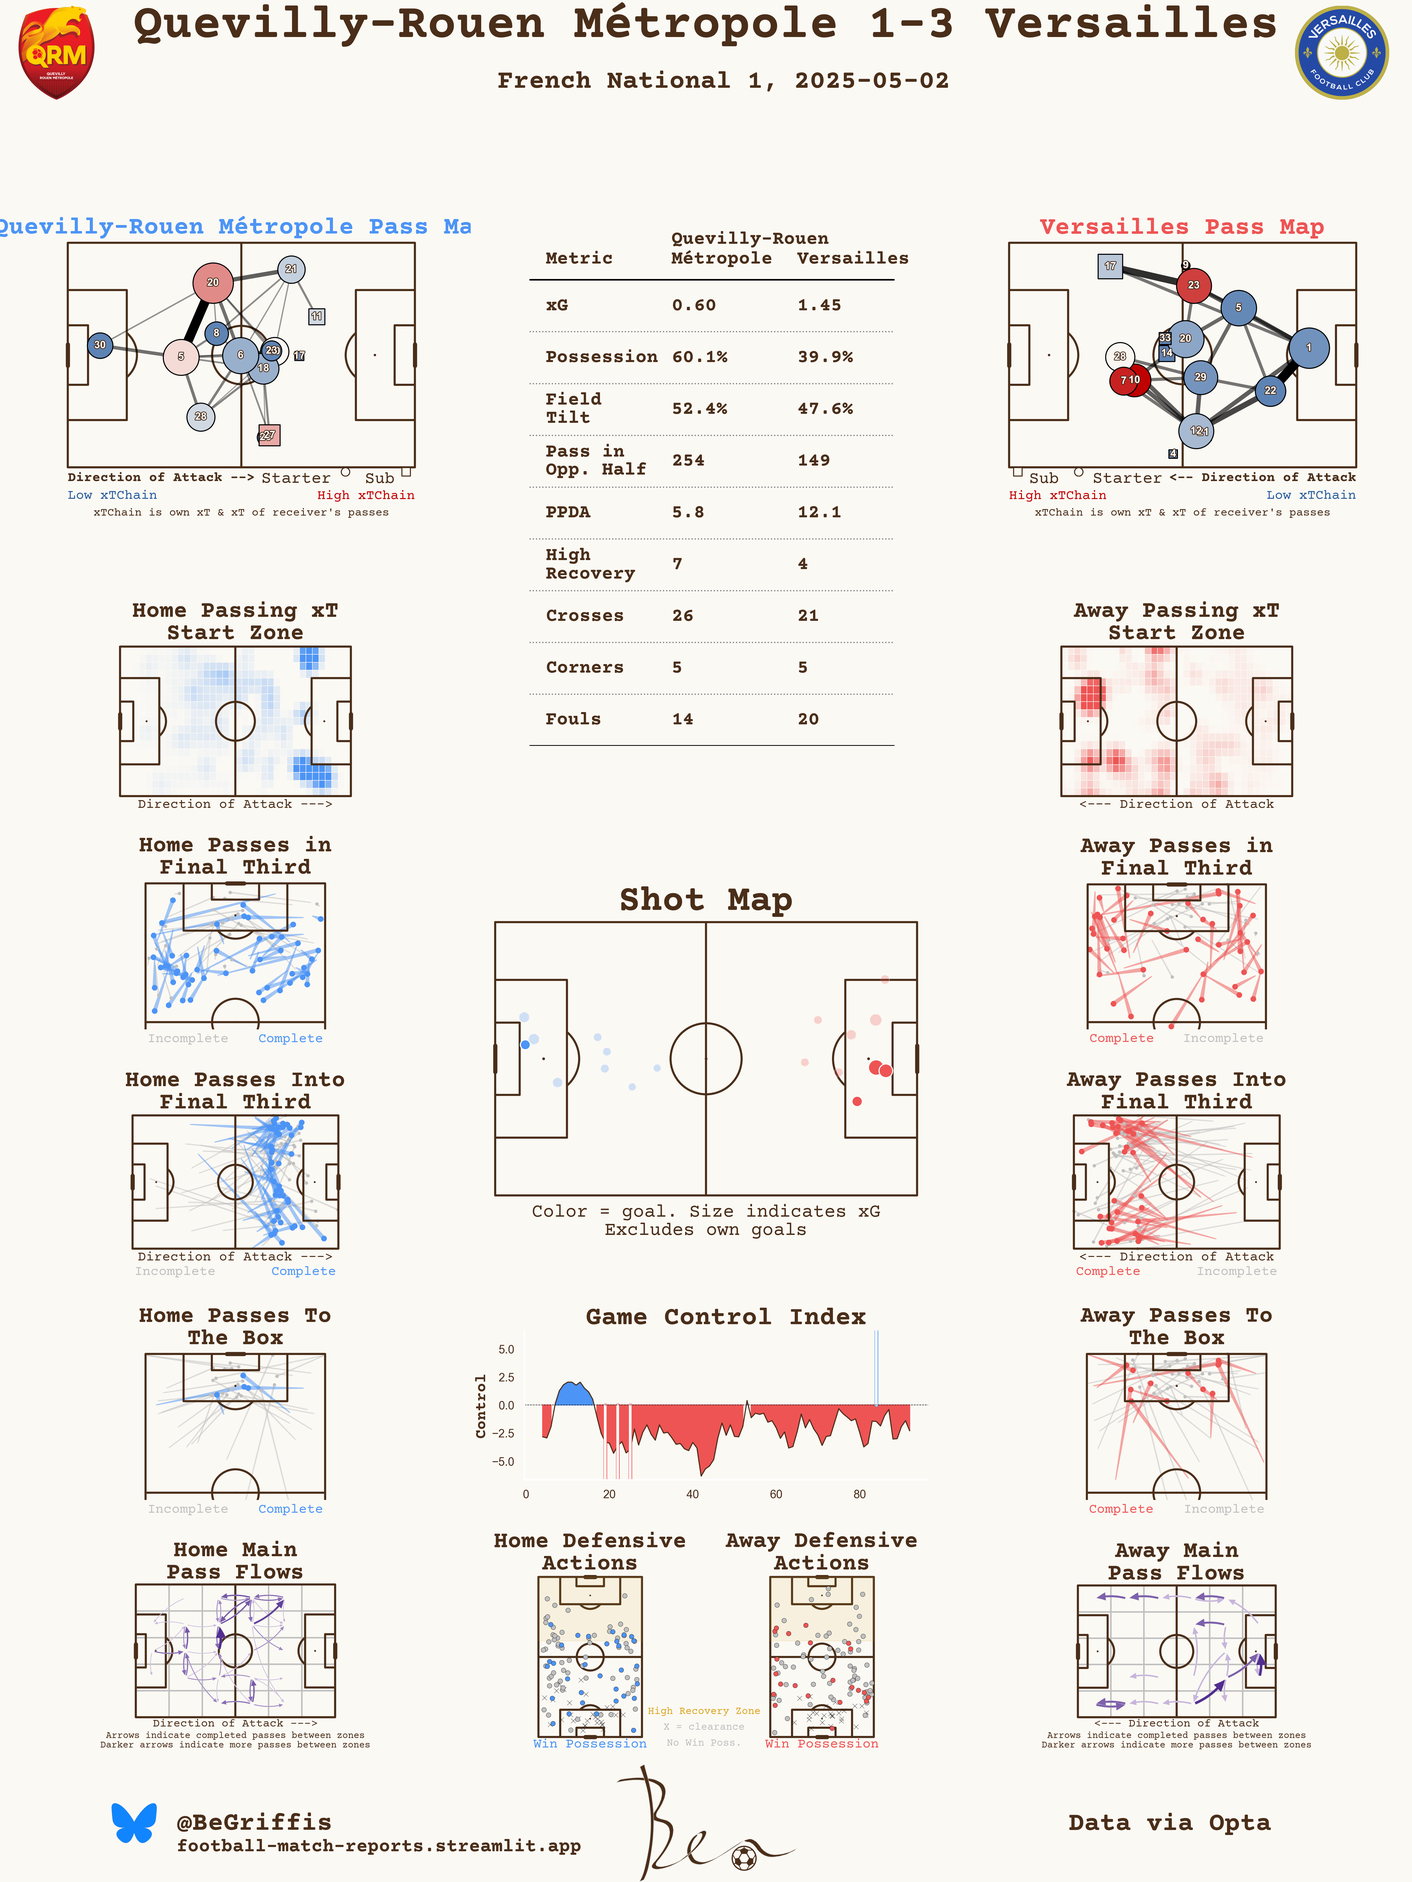 Quevilly-Rouen Métropole 1-3 Versailles
French National 1, 2025-05-02
QRM
QUEVILLY
ROUEN MÉTROPOLE
VERSAILLES
FOOTBALL CLUB
Quevilly-Rouen Métropole Pass Ma
20
21
11
8
30
5
6
17
18
28
27
Direction of Attack --> Starter Sub
Low xTChain High xTChain
xTChain is own xT & xT of receiver's passes
Metric Quevilly-Rouen Métropole Versailles
xG 0.60 1.45
Possession 60.1% 39.9%
Field Tilt 52.4% 47.6%
Pass in Opp. Half 254 149
PPDA 5.8 12.1
High Recovery 7 4
Crosses 26 21
Corners 5 5
Fouls 14 20
Versailles Pass Map
17
9
23
5
33
20
14
28
1
7
10
29
22
4
Sub Starter <-- Direction of Attack
High xTChain Low xTChain
xTChain is own xT & xT of receiver's passes
Home Passing xT
Start Zone
Direction of Attack --->
Away Passing xT
Start Zone
<--- Direction of Attack
Home Passes in
Final Third
Incomplete Complete
Away Passes in
Final Third
Complete Incomplete
Shot Map
Color = goal. Size indicates xG
Excludes own goals
Home Passes Into
Final Third
Direction of Attack --->
Incomplete Complete
Away Passes Into
Final Third
<--- Direction of Attack
Complete Incomplete
Home Passes To
The Box
Incomplete Complete
Game Control Index
Control
5.0
2.5
0.0
−2.5
−5.0
0 20 40 60 80
Away Passes To
The Box
Complete Incomplete
Home Main
Pass Flows
Direction of Attack --->
Arrows indicate completed passes between zones
Darker arrows indicate more passes between zones
Home Defensive
Actions
Win Possession
High Recovery Zone
X = clearance
No Win Poss.
Away Defensive
Actions
Win Possession
Away Main
Pass Flows
<--- Direction of Attack
Arrows indicate completed passes between zones
Darker arrows indicate more passes between zones
@BeGriffis
football-match-reports.streamlit.app
Ben
Data via Opta